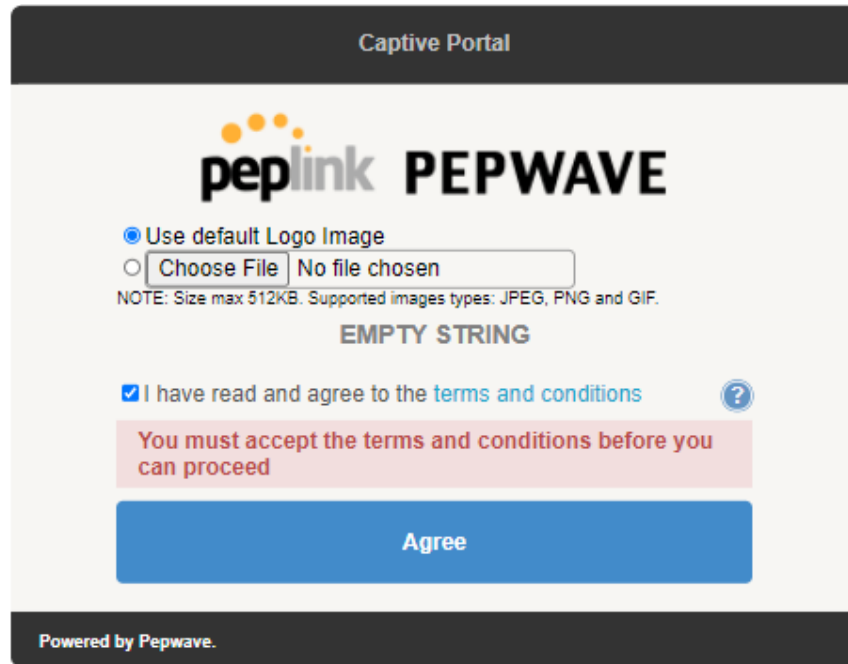 Captive Portal
peplink PEPWAVE
Use default Logo Image
Choose File No file chosen
NOTE: Size max 512KB. Supported images types: JPEG, PNG and GIF.
EMPTY STRING
I have read and agree to the terms and conditions ?
You must accept the terms and conditions before you
can proceed
Agree
Powered by Pepwave.